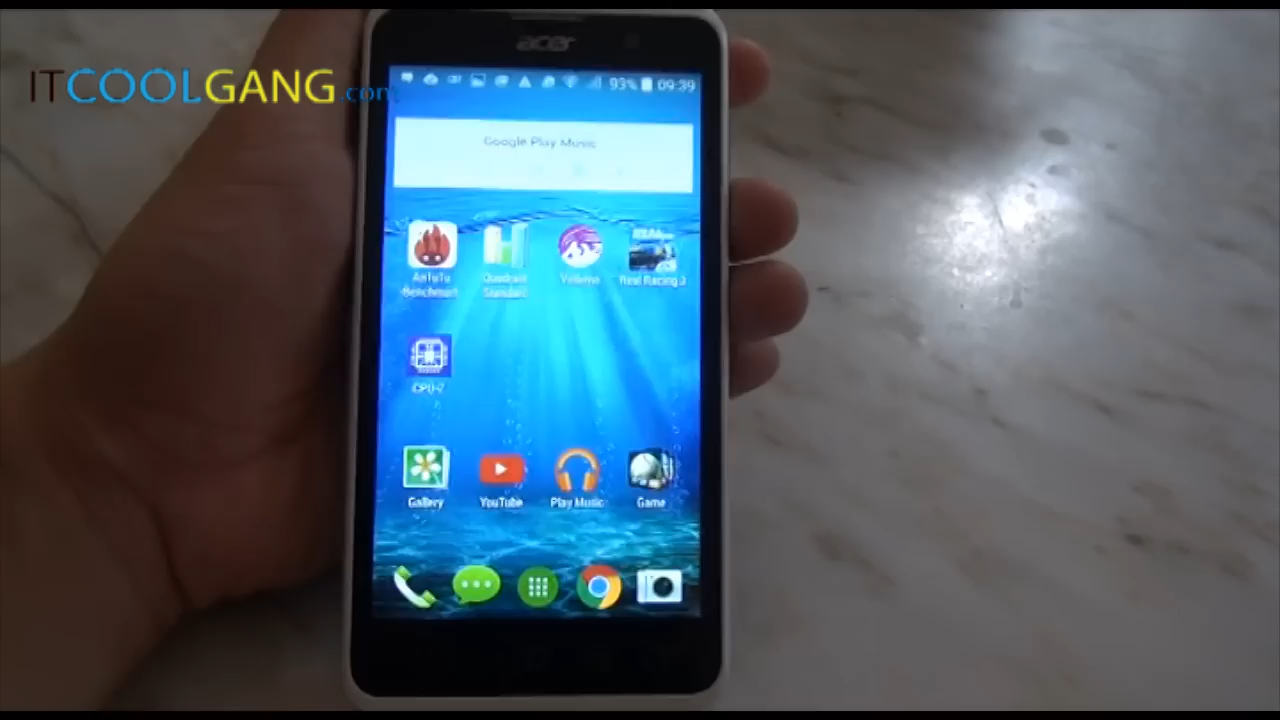 acer
ITCOOLGANG.com
93% 09:39
Google Play Music
AnTuTu Benchmark
Quadrant Standard
Vellamo
Real Racing 3
CPU-Z
Gallery
YouTube
Play Music
Game